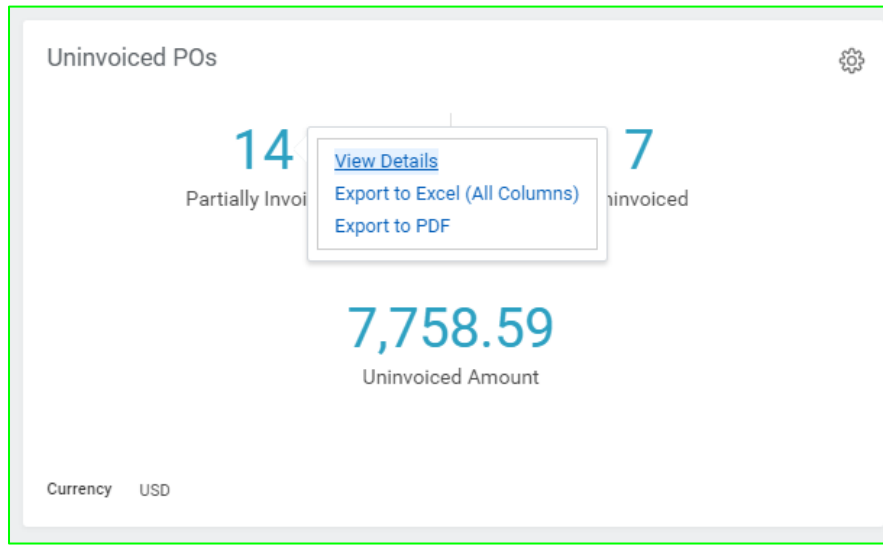 Uninvoiced POs
14
7
View Details
Partially Invoi
Export to Excel (All Columns)
ninvoiced
Export to PDF
7,758.59
Uninvoiced Amount
Currency USD